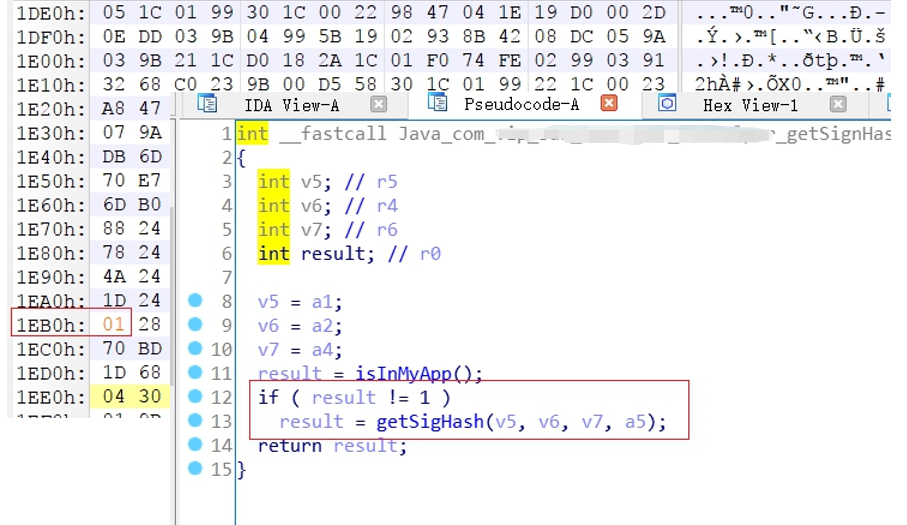 1DE0h: 05 1C 01 99 30 1C 00 22 98 47 04 1E 19 D0 00 2D ...™0.."˜G...Ð.-
1DF0h: 0E DD 03 9B 04 99 5B 19 02 93 8B 42 08 DC 05 9A .Ý.›.™[..“‹B.Ü.š
1E00h: 03 9B 21 1C D0 18 2A 1C 01 F0 74 FE 02 99 03 91 .›!.Ð.*..ðtþ.™.‘
1E10h: 32 68 C0 23 9B 00 D5 58 30 1C 01 99 22 1C 00 23 2hÀ#›.ÕX0..™"..#
1E20h: A8 47
1E30h: 07 9A
1E40h: DB 6D
1E50h: 70 E7
1E60h: 6D B0
1E70h: 88 24
1E80h: 78 24
1E90h: 4A 24
1EA0h: 1D 24
1EB0h: 01 28
1EC0h: 70 BD
1ED0h: 1D 68
1EE0h: 04 30
IDA View-A Pseudocode-A Hex View-1
1 int __fastcall Java_com_ _getSignHas
2 {
3 int v5; // r5
4 int v6; // r4
5 int v7; // r6
6 int result; // r0
7
8 v5 = a1;
9 v6 = a2;
10 v7 = a4;
11 result = isInMyApp();
12 if ( result != 1 )
13 result = getSigHash(v5, v6, v7, a5);
14 return result;
15 }